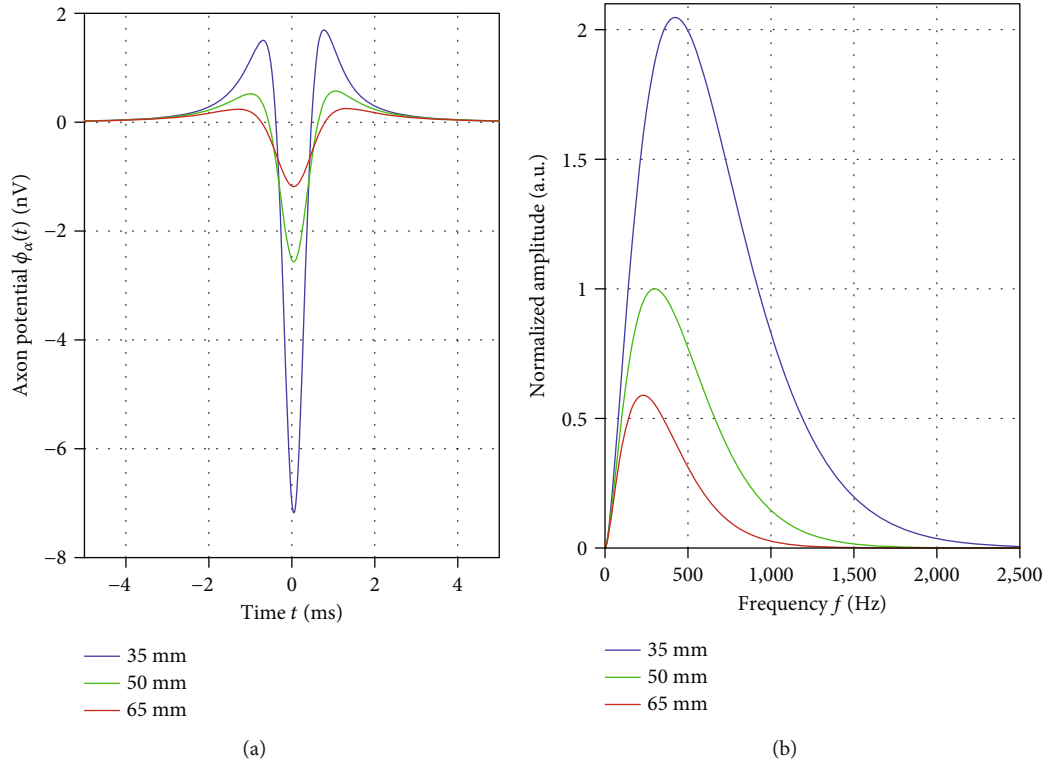 2
0
−2
−4
−6
−8
Axon potential ϕα(t) (nV)
−4
−2
0
2
4
Time t (ms)
35 mm
50 mm
65 mm
(a)
2
1.5
1
0.5
0
Normalized amplitude (a.u.)
0
500
1,000
1,500
2,000
2,500
Frequency f (Hz)
35 mm
50 mm
65 mm
(b)